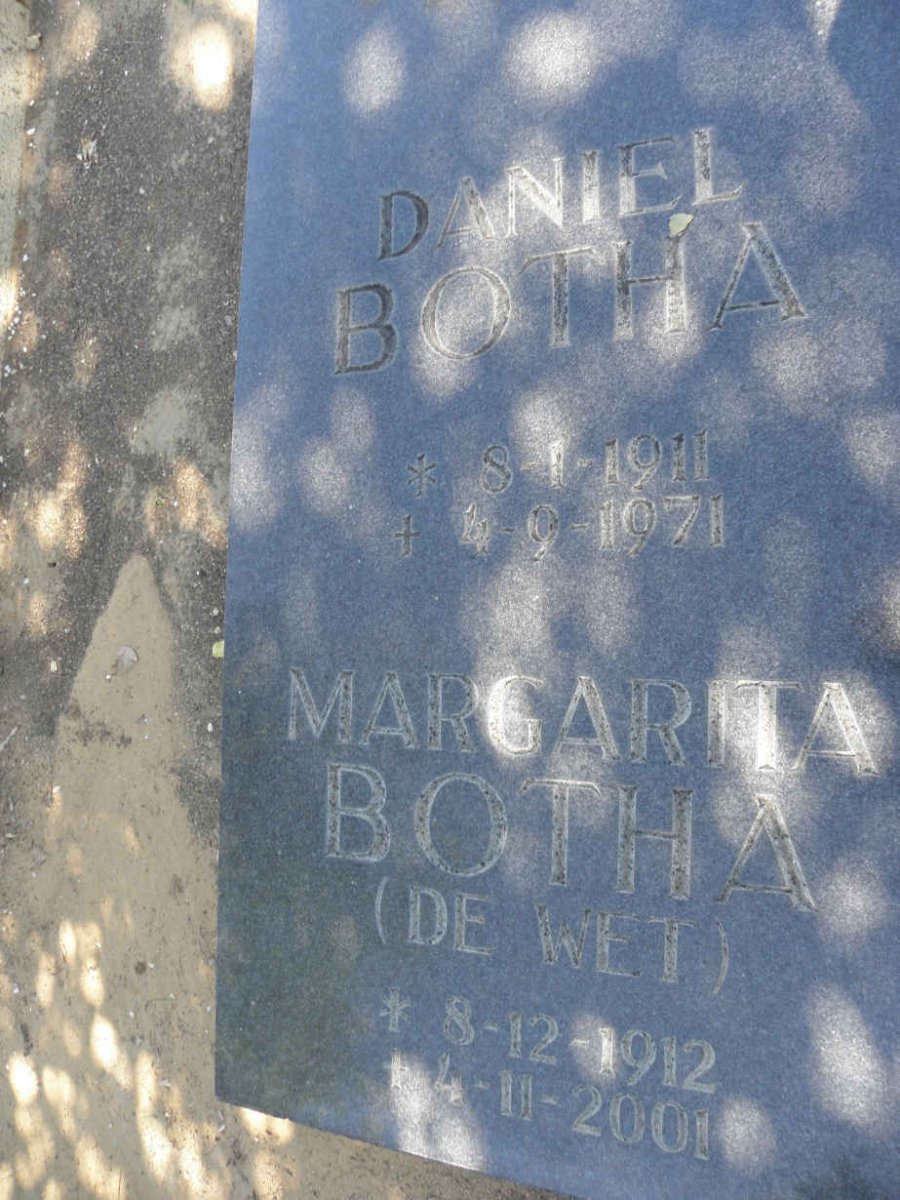 DANIEL
BOTHA
* 8-1-1911
+ 4-9-1971
MARGARITA
BOTHA
(DE WET)
* 8-12-1912
+ 4-11-2001